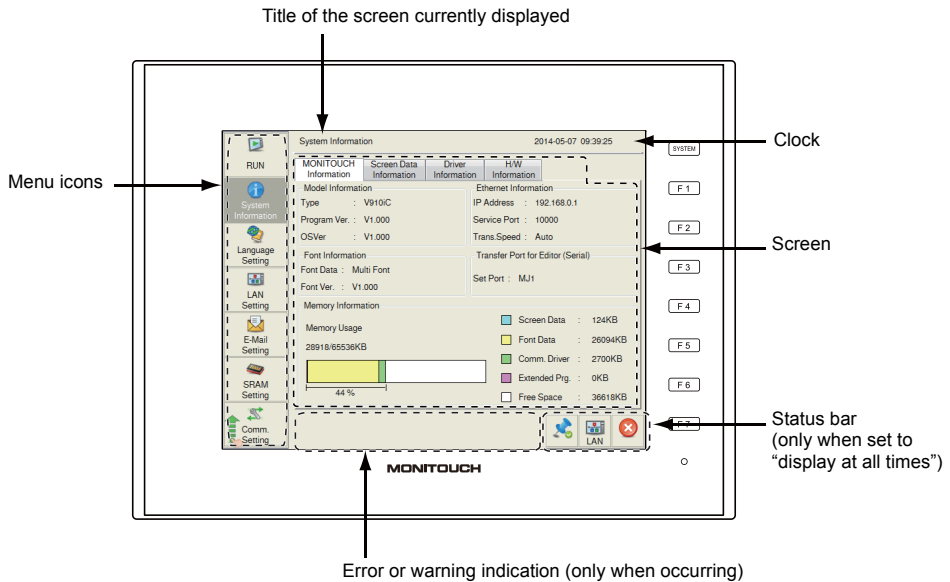 Title of the screen currently displayed
System Information 2014-05-07 09:39:25
Clock
SYSTEM
Menu icons
RUN
System
Information
Language
Setting
LAN
Setting
E-Mail
Setting
SRAM
Setting
Comm.
Setting
MONITOUCH
Information
Screen Data
Information
Driver
Information
H/W
Information
Model Information
Type : V910iC
Program Ver. : V1.000
OSVer : V1.000
Ethernet Information
IP Address : 192.168.0.1
Service Port : 10000
Trans.Speed : Auto
Font Information
Font Data : Multi Font
Font Ver. : V1.000
Transfer Port for Editor (Serial)
Set Port : MJ1
Memory Information
Memory Usage
28918/65536KB
44 %
Screen Data : 124KB
Font Data : 26094KB
Comm. Driver : 2700KB
Extended Prg. : 0KB
Free Space : 36618KB
LAN
F 1
F 2
F 3
F 4
F 5
F 6
F 7
Screen
Status bar
(only when set to
“display at all times”)
MONITOUCH
Error or warning indication (only when occurring)